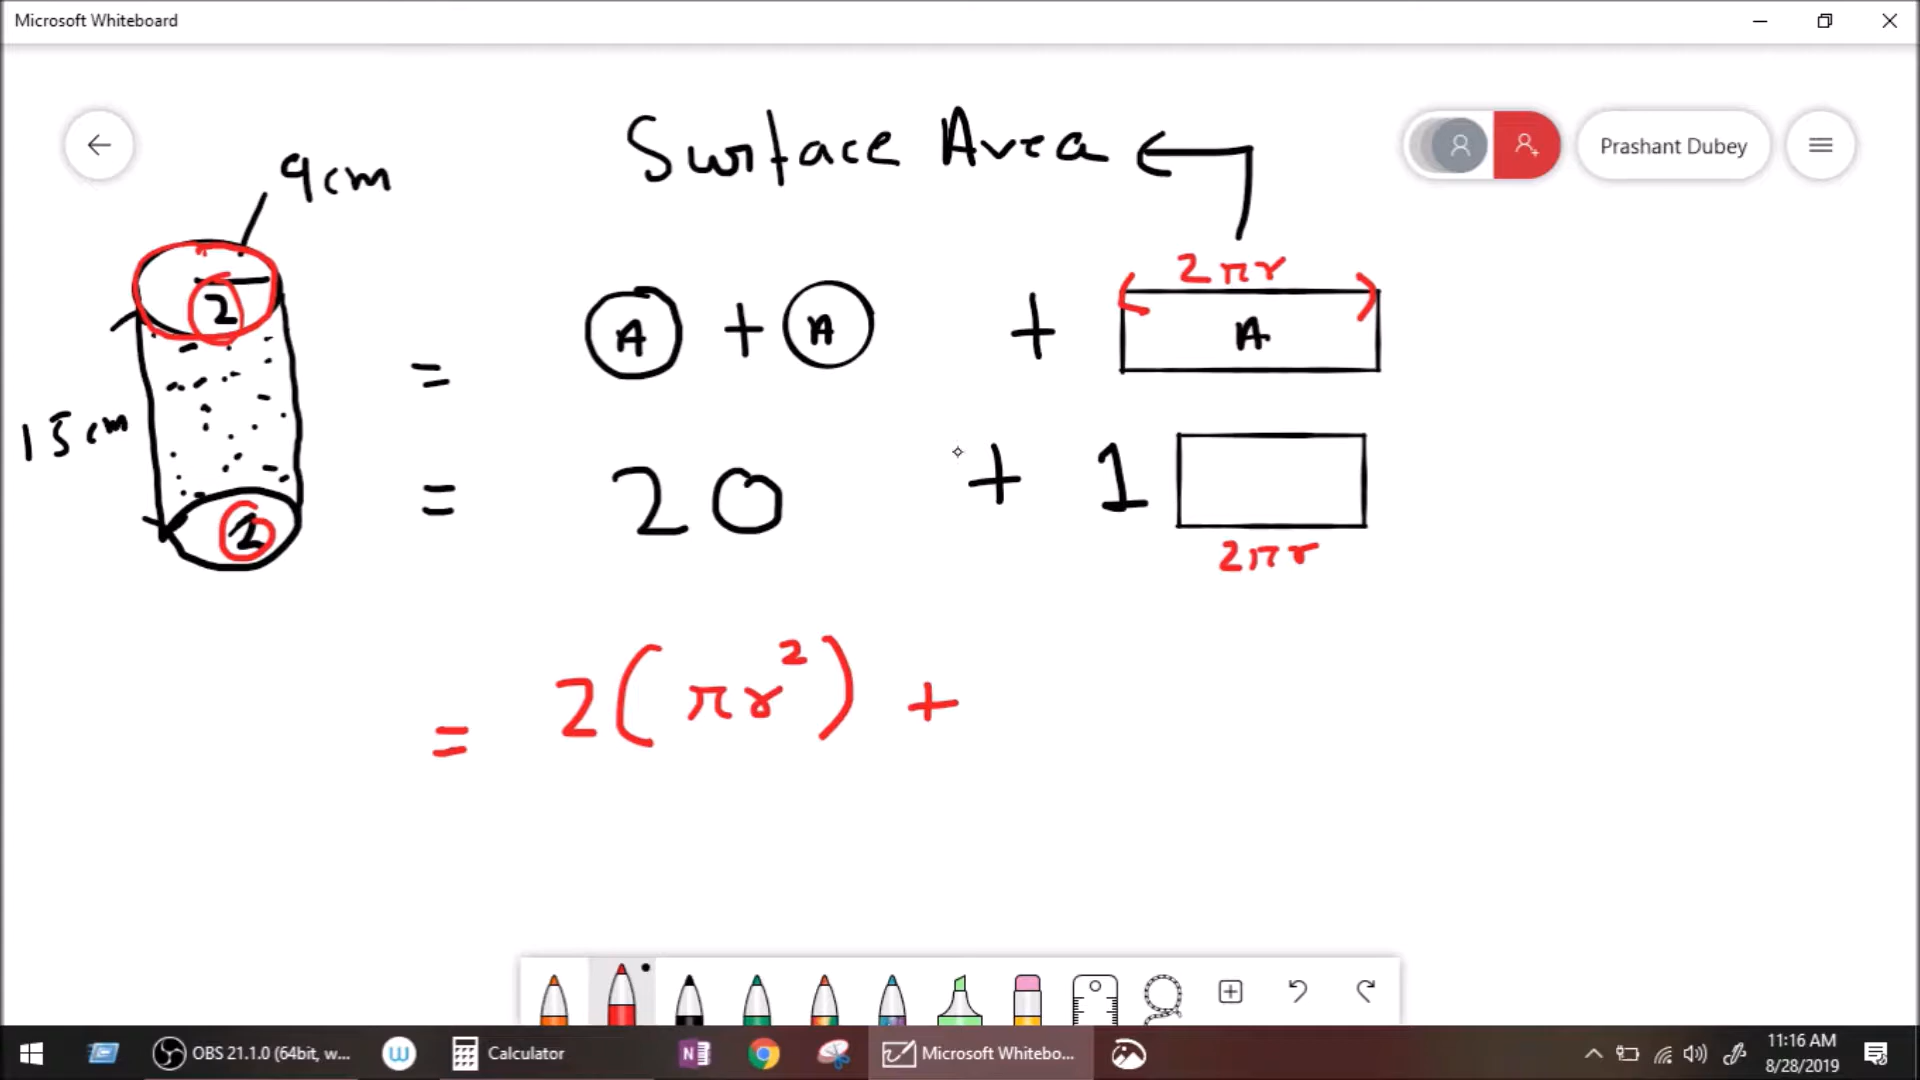 Microsoft Whiteboard
Surface Area
Prashant Dubey
9cm
2πr
2
A + A + A
=
15cm
= 2 O + 1
2
2πr
= 2(πr²) +
OBS 21.1.0 (64bit, w...
Calculator
Microsoft Whitebo...
11:16 AM
8/28/2019